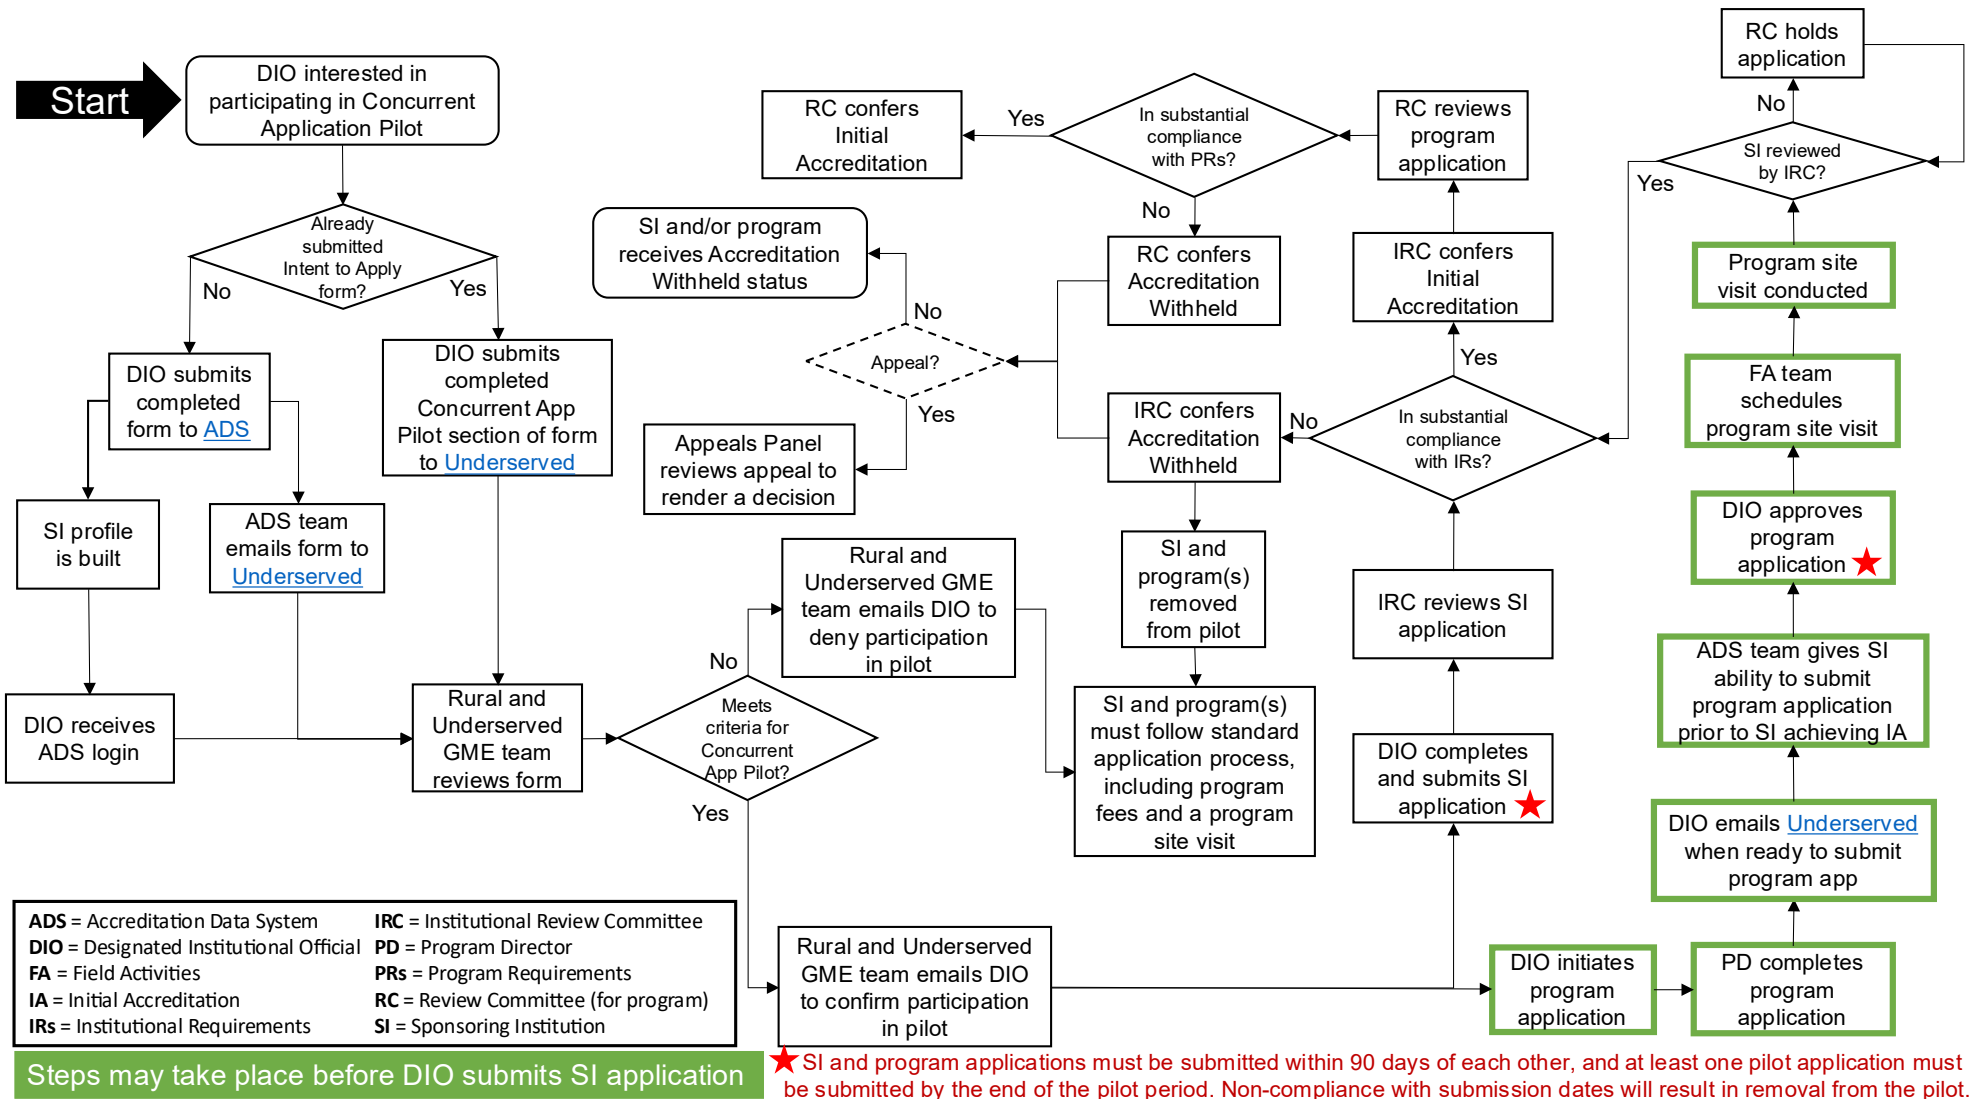 Start
DIO interested in
participating in Concurrent
Application Pilot
Already
submitted
Intent to Apply
form?
No
Yes
DIO submits
completed
form to ADS
DIO submits
completed
Concurrent App
Pilot section of form
to Underserved
SI profile
is built
ADS team
emails form to
Underserved
DIO receives
ADS login
Rural and
Underserved
GME team
reviews form
Meets
criteria for
Concurrent
App Pilot?
No
Yes
Rural and
Underserved GME
team emails DIO to
deny participation
in pilot
SI and program(s)
must follow standard
application process,
including program
fees and a program
site visit
Rural and Underserved
GME team emails DIO
to confirm participation
in pilot
DIO completes
and submits SI
application
IRC reviews SI
application
In substantial
compliance
with IRs?
No
Yes
IRC confers
Accreditation
Withheld
SI and
program(s)
removed
from pilot
IRC confers
Initial
Accreditation
RC reviews
program
application
In substantial
compliance
with PRs?
Yes
No
RC confers
Initial
Accreditation
RC confers
Accreditation
Withheld
Appeal?
No
Yes
SI and/or program
receives Accreditation
Withheld status
Appeals Panel
reviews appeal to
render a decision
DIO initiates
program
application
PD completes
program
application
DIO emails Underserved
when ready to submit
program app
ADS team gives SI
ability to submit
program application
prior to SI achieving IA
DIO approves
program
application
FA team
schedules
program site visit
Program site
visit conducted
SI reviewed
by IRC?
No
Yes
RC holds
application
ADS = Accreditation Data System
DIO = Designated Institutional Official
FA = Field Activities
IA = Initial Accreditation
IRs = Institutional Requirements
IRC = Institutional Review Committee
PD = Program Director
PRs = Program Requirements
RC = Review Committee (for program)
SI = Sponsoring Institution
Steps may take place before DIO submits SI application
SI and program applications must be submitted within 90 days of each other, and at least one pilot application must
be submitted by the end of the pilot period. Non-compliance with submission dates will result in removal from the pilot.